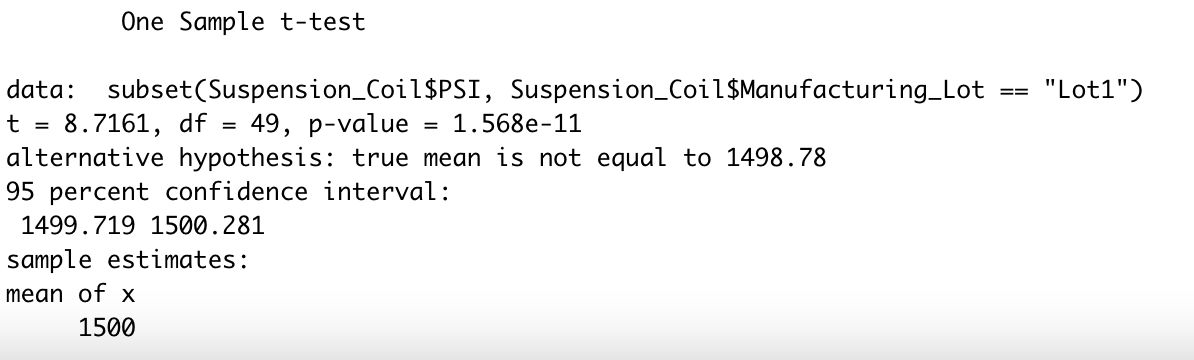 One Sample t-test
data:  subset(Suspension_Coil$PSI, Suspension_Coil$Manufacturing_Lot == "Lot1")
t = 8.7161, df = 49, p-value = 1.568e-11
alternative hypothesis: true mean is not equal to 1498.78
95 percent confidence interval:
1499.719 1500.281
sample estimates:
mean of x
1500